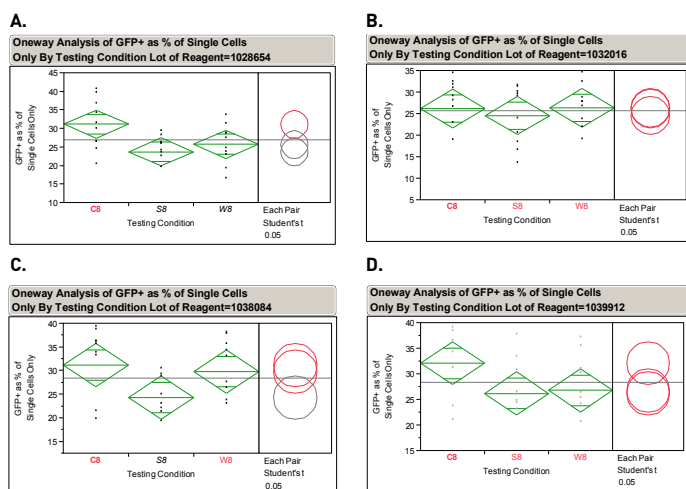 A.
Oneway Analysis of GFP+ as % of Single Cells
Only By Testing Condition Lot of Reagent=1028654
45
40
35
30
25
20
15
10
GFP+ as % of
Single Cells Only
C8
S8
W8
Testing Condition
Each Pair
Student's t
0.05
B.
Oneway Analysis of GFP+ as % of Single Cells
Only By Testing Condition Lot of Reagent=1032016
35
30
25
20
15
10
GFP+ as % of
Single Cells Only
C8
S8
W8
Testing Condition
Each Pair
Student's t
0.05
C.
Oneway Analysis of GFP+ as % of Single Cells
Only By Testing Condition Lot of Reagent=1038084
40
35
30
25
20
15
GFP+ as % of
Single Cells Only
C8
S8
W8
Testing Condition
Each Pair
Student's t
0.05
D.
Oneway Analysis of GFP+ as % of Single Cells
Only By Testing Condition Lot of Reagent=1039912
40
35
30
25
20
15
GFP+ as % of
Single Cells Only
C8
S8
W8
Testing Condition
Each Pair
Student's t
0.05